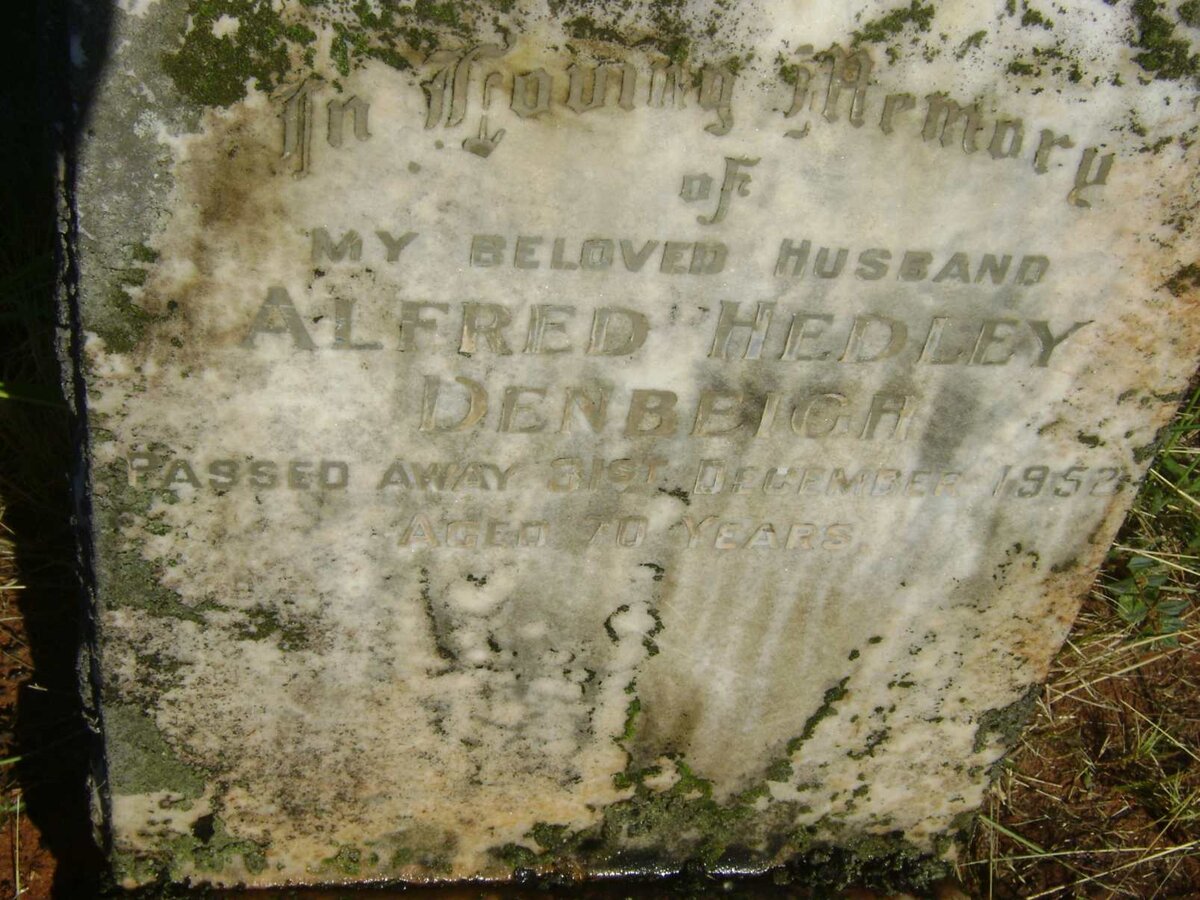 In Loving Memory
of
MY BELOVED HUSBAND
ALFRED HEDLEY
DENBEIGH
PASSED AWAY 31ST DECEMBER 1952
AGED 70 YEARS.